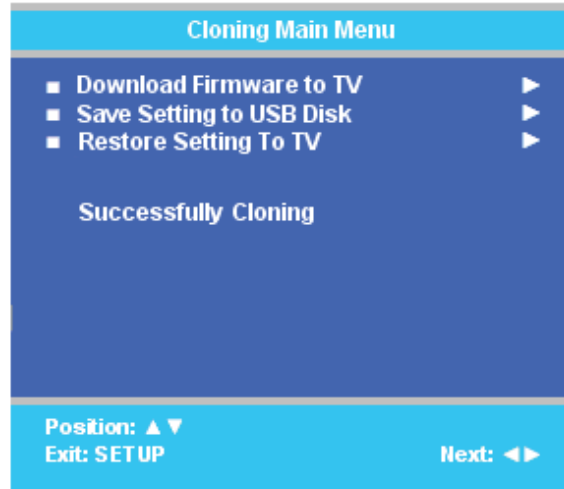 Cloning Main Menu
■ Download Firmware to TV ▶
■ Save Setting to USB Disk ▶
■ Restore Setting To TV ▶
Successfully Cloning
Position: ▲▼
Exit: SETUP Next: ◀▶